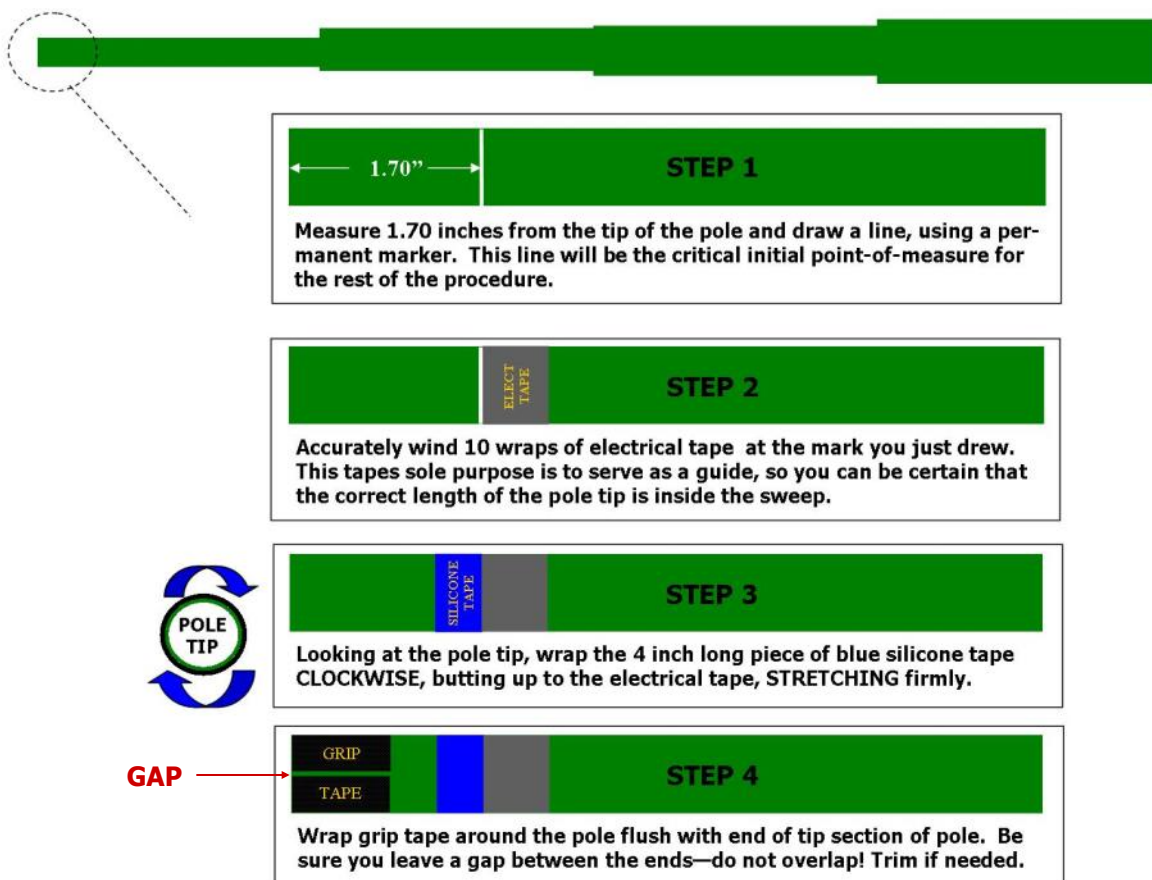 1.70”
STEP 1
Measure 1.70 inches from the tip of the pole and draw a line, using a per-
manent marker. This line will be the critical initial point-of-measure for
the rest of the procedure.
ELECT
TAPE
STEP 2
Accurately wind 10 wraps of electrical tape at the mark you just drew.
This tapes sole purpose is to serve as a guide, so you can be certain that
the correct length of the pole tip is inside the sweep.
POLE
TIP
SILICONE
TAPE
STEP 3
Looking at the pole tip, wrap the 4 inch long piece of blue silicone tape
CLOCKWISE, butting up to the electrical tape, STRETCHING firmly.
GAP
GRIP
TAPE
STEP 4
Wrap grip tape around the pole flush with end of tip section of pole. Be
sure you leave a gap between the ends—do not overlap! Trim if needed.